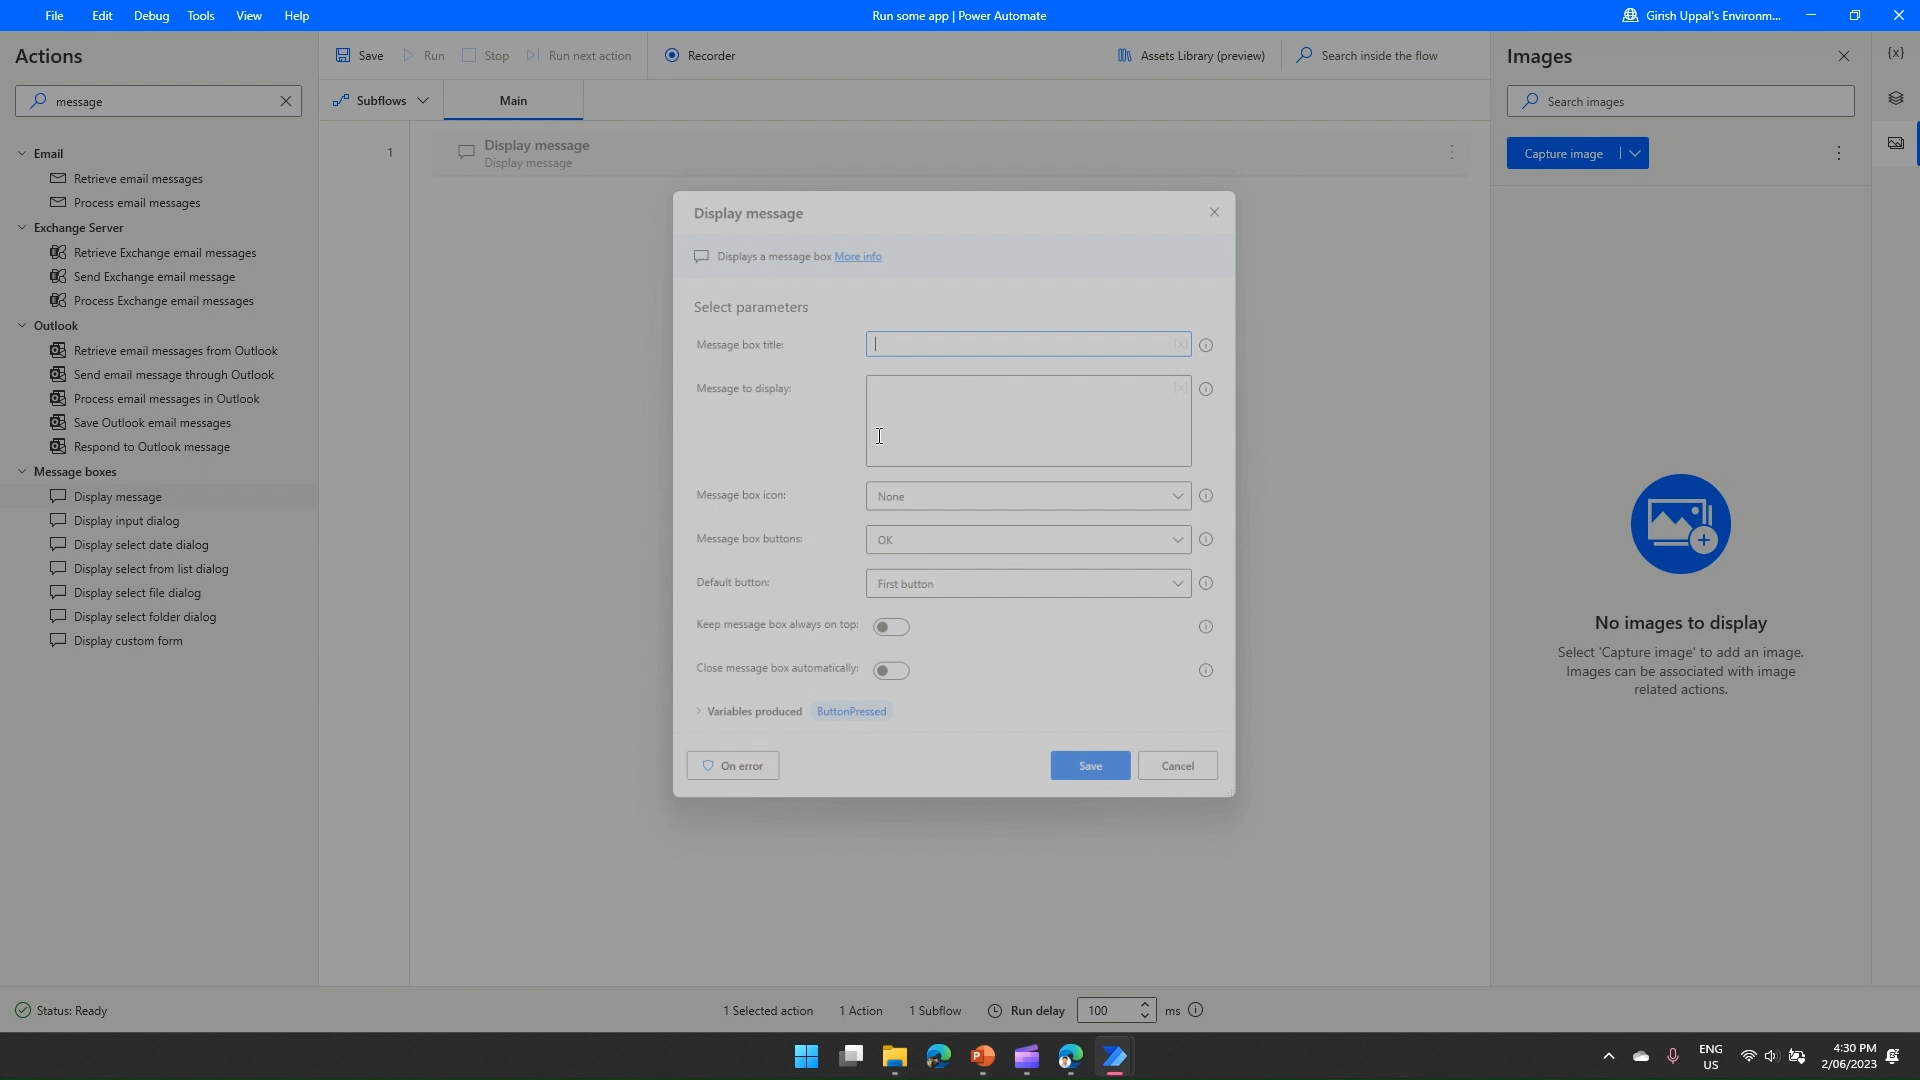 File Edit Debug Tools View Help
Run some app | Power Automate
Girish Uppal's Environm...
Actions
message
Email
Retrieve email messages
Process email messages
Exchange Server
Retrieve Exchange email messages
Send Exchange email message
Process Exchange email messages
Outlook
Retrieve email messages from Outlook
Send email message through Outlook
Process email messages in Outlook
Save Outlook email messages
Respond to Outlook message
Message boxes
Display message
Display input dialog
Display select date dialog
Display select from list dialog
Display select file dialog
Display select folder dialog
Display custom form
Save Run Stop Run next action Recorder
Assets Library (preview) Search inside the flow
Subflows Main
1
Display message
Display message
Display message
Displays a message box More info
Select parameters
Message box title: {x}
Message to display: {x}
Message box icon: None
Message box buttons: OK
Default button: First button
Keep message box always on top:
Close message box automatically:
Variables produced ButtonPressed
On error Save Cancel
Images
{x}
Search images
Capture image
No images to display
Select 'Capture image' to add an image.
Images can be associated with image
related actions.
Status: Ready
1 Selected action 1 Action 1 Subflow Run delay 100 ms
ENG
US
4:30 PM
2/06/2023